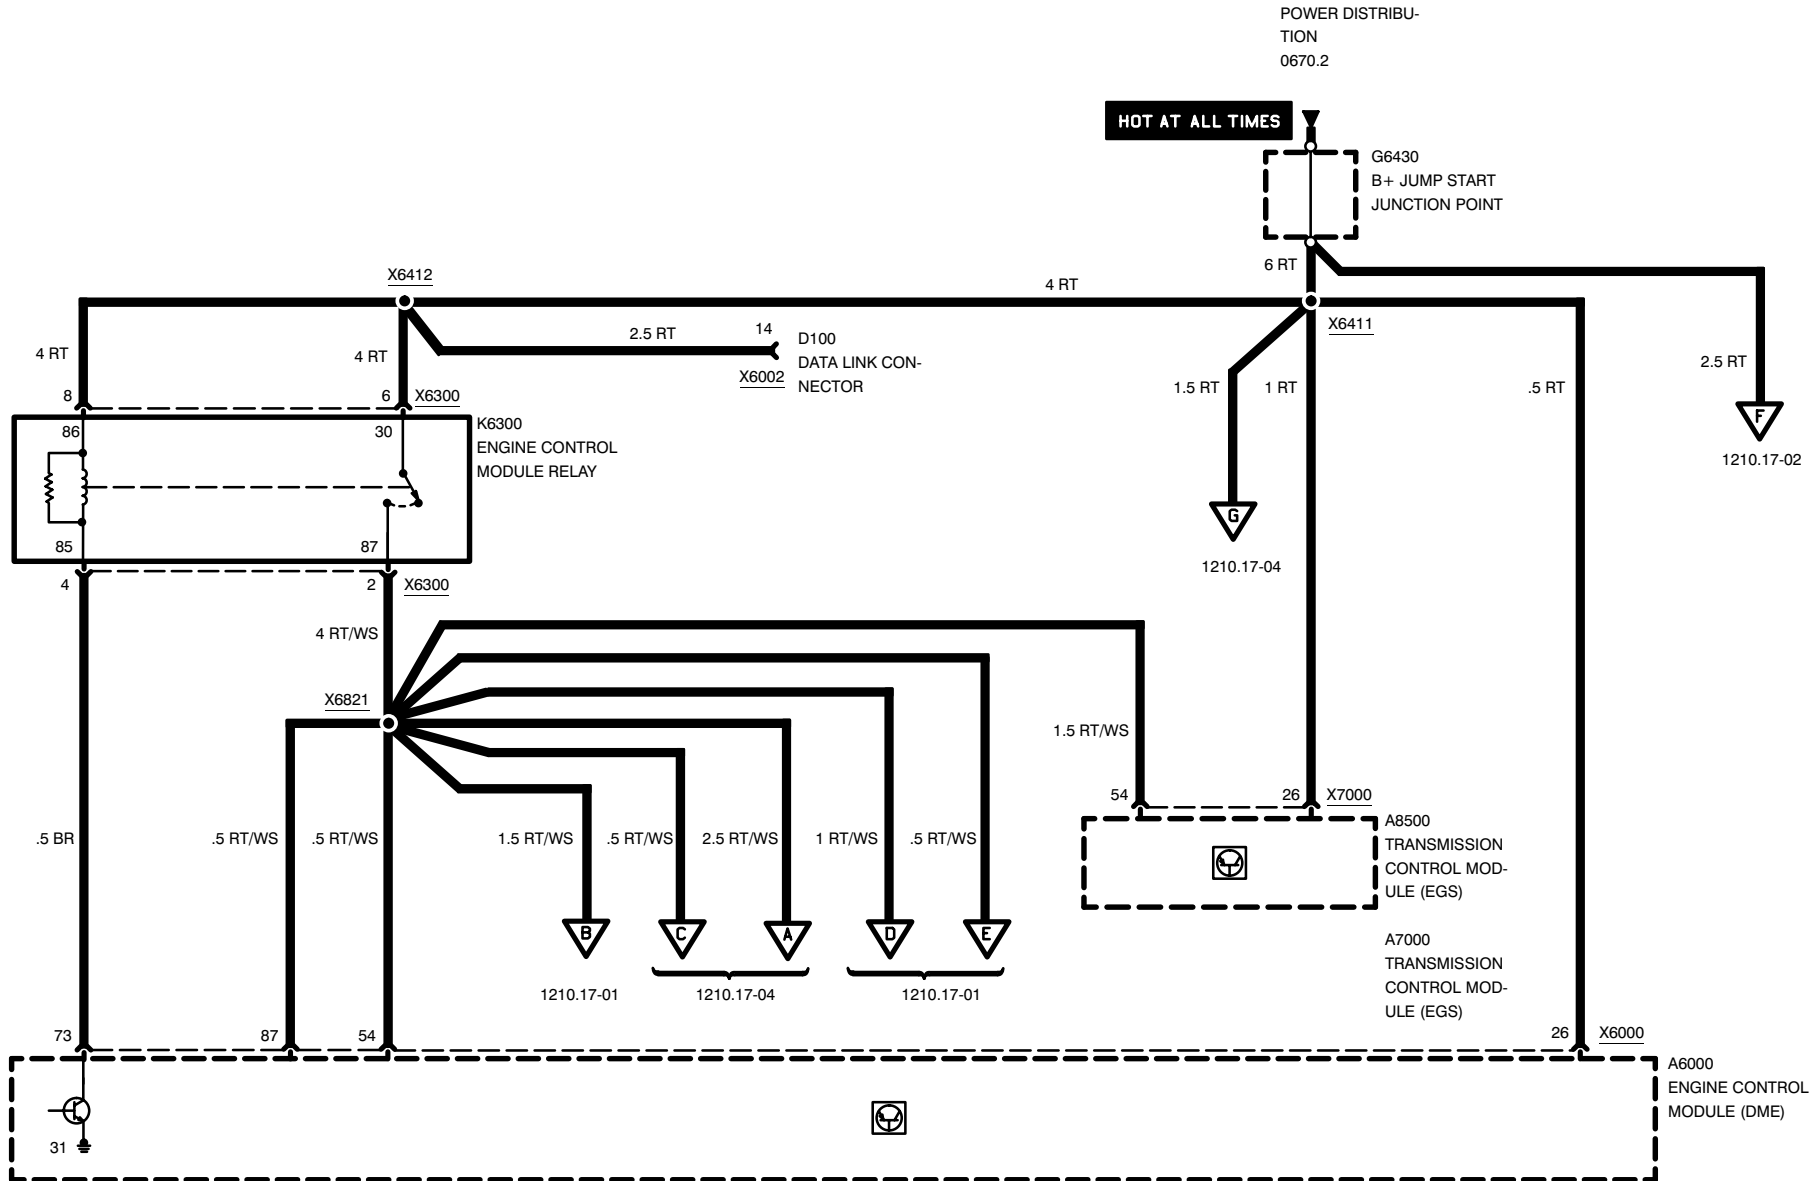 POWER DISTRIBU-
TION
0670.2
HOT AT ALL TIMES
G6430
B+ JUMP START
JUNCTION POINT
6 RT
X6412
4 RT
X6411
2.5 RT
14
D100
DATA LINK CON-
NECTOR
X6002
4 RT
4 RT
1.5 RT
1 RT
.5 RT
2.5 RT
8
6
X6300
F
1210.17-02
86
30
K6300
ENGINE CONTROL
MODULE RELAY
G
1210.17-04
85
87
4
2
X6300
4 RT/WS
X6821
1.5 RT/WS
54
26
X7000
A8500
TRANSMISSION
CONTROL MOD-
ULE (EGS)
.5 BR
.5 RT/WS
.5 RT/WS
1.5 RT/WS
.5 RT/WS
2.5 RT/WS
1 RT/WS
.5 RT/WS
B
C
A
D
E
1210.17-01
1210.17-04
1210.17-01
A7000
TRANSMISSION
CONTROL MOD-
ULE (EGS)
73
87
54
26
X6000
A6000
ENGINE CONTROL
MODULE (DME)
31